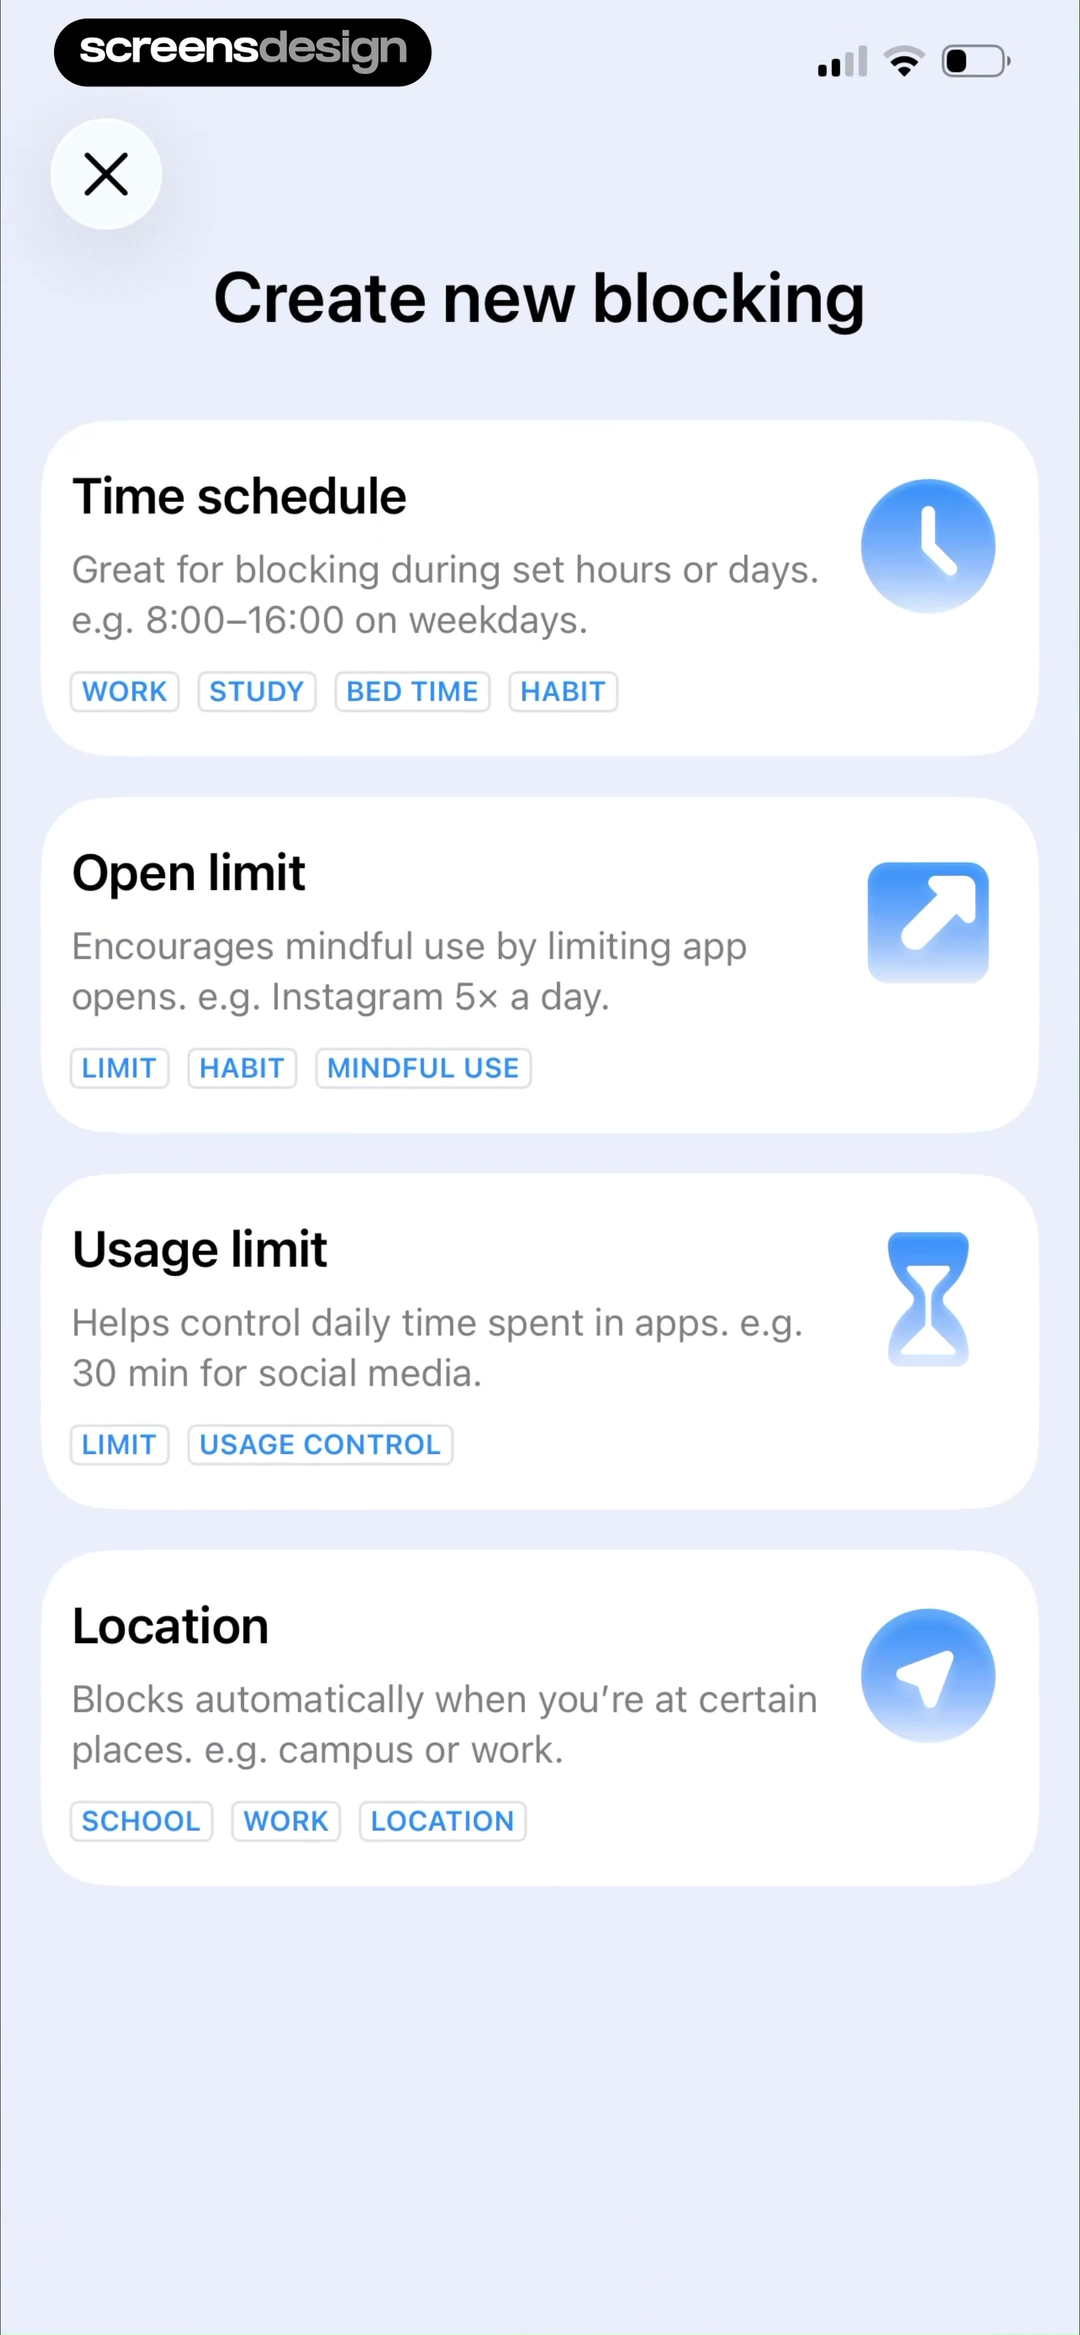 screensdesign
Create new blocking
Time schedule
Great for blocking during set hours or days.
e.g. 8:00–16:00 on weekdays.
WORK STUDY BED TIME HABIT
Open limit
Encourages mindful use by limiting app
opens. e.g. Instagram 5× a day.
LIMIT HABIT MINDFUL USE
Usage limit
Helps control daily time spent in apps. e.g.
30 min for social media.
LIMIT USAGE CONTROL
Location
Blocks automatically when you’re at certain
places. e.g. campus or work.
SCHOOL WORK LOCATION